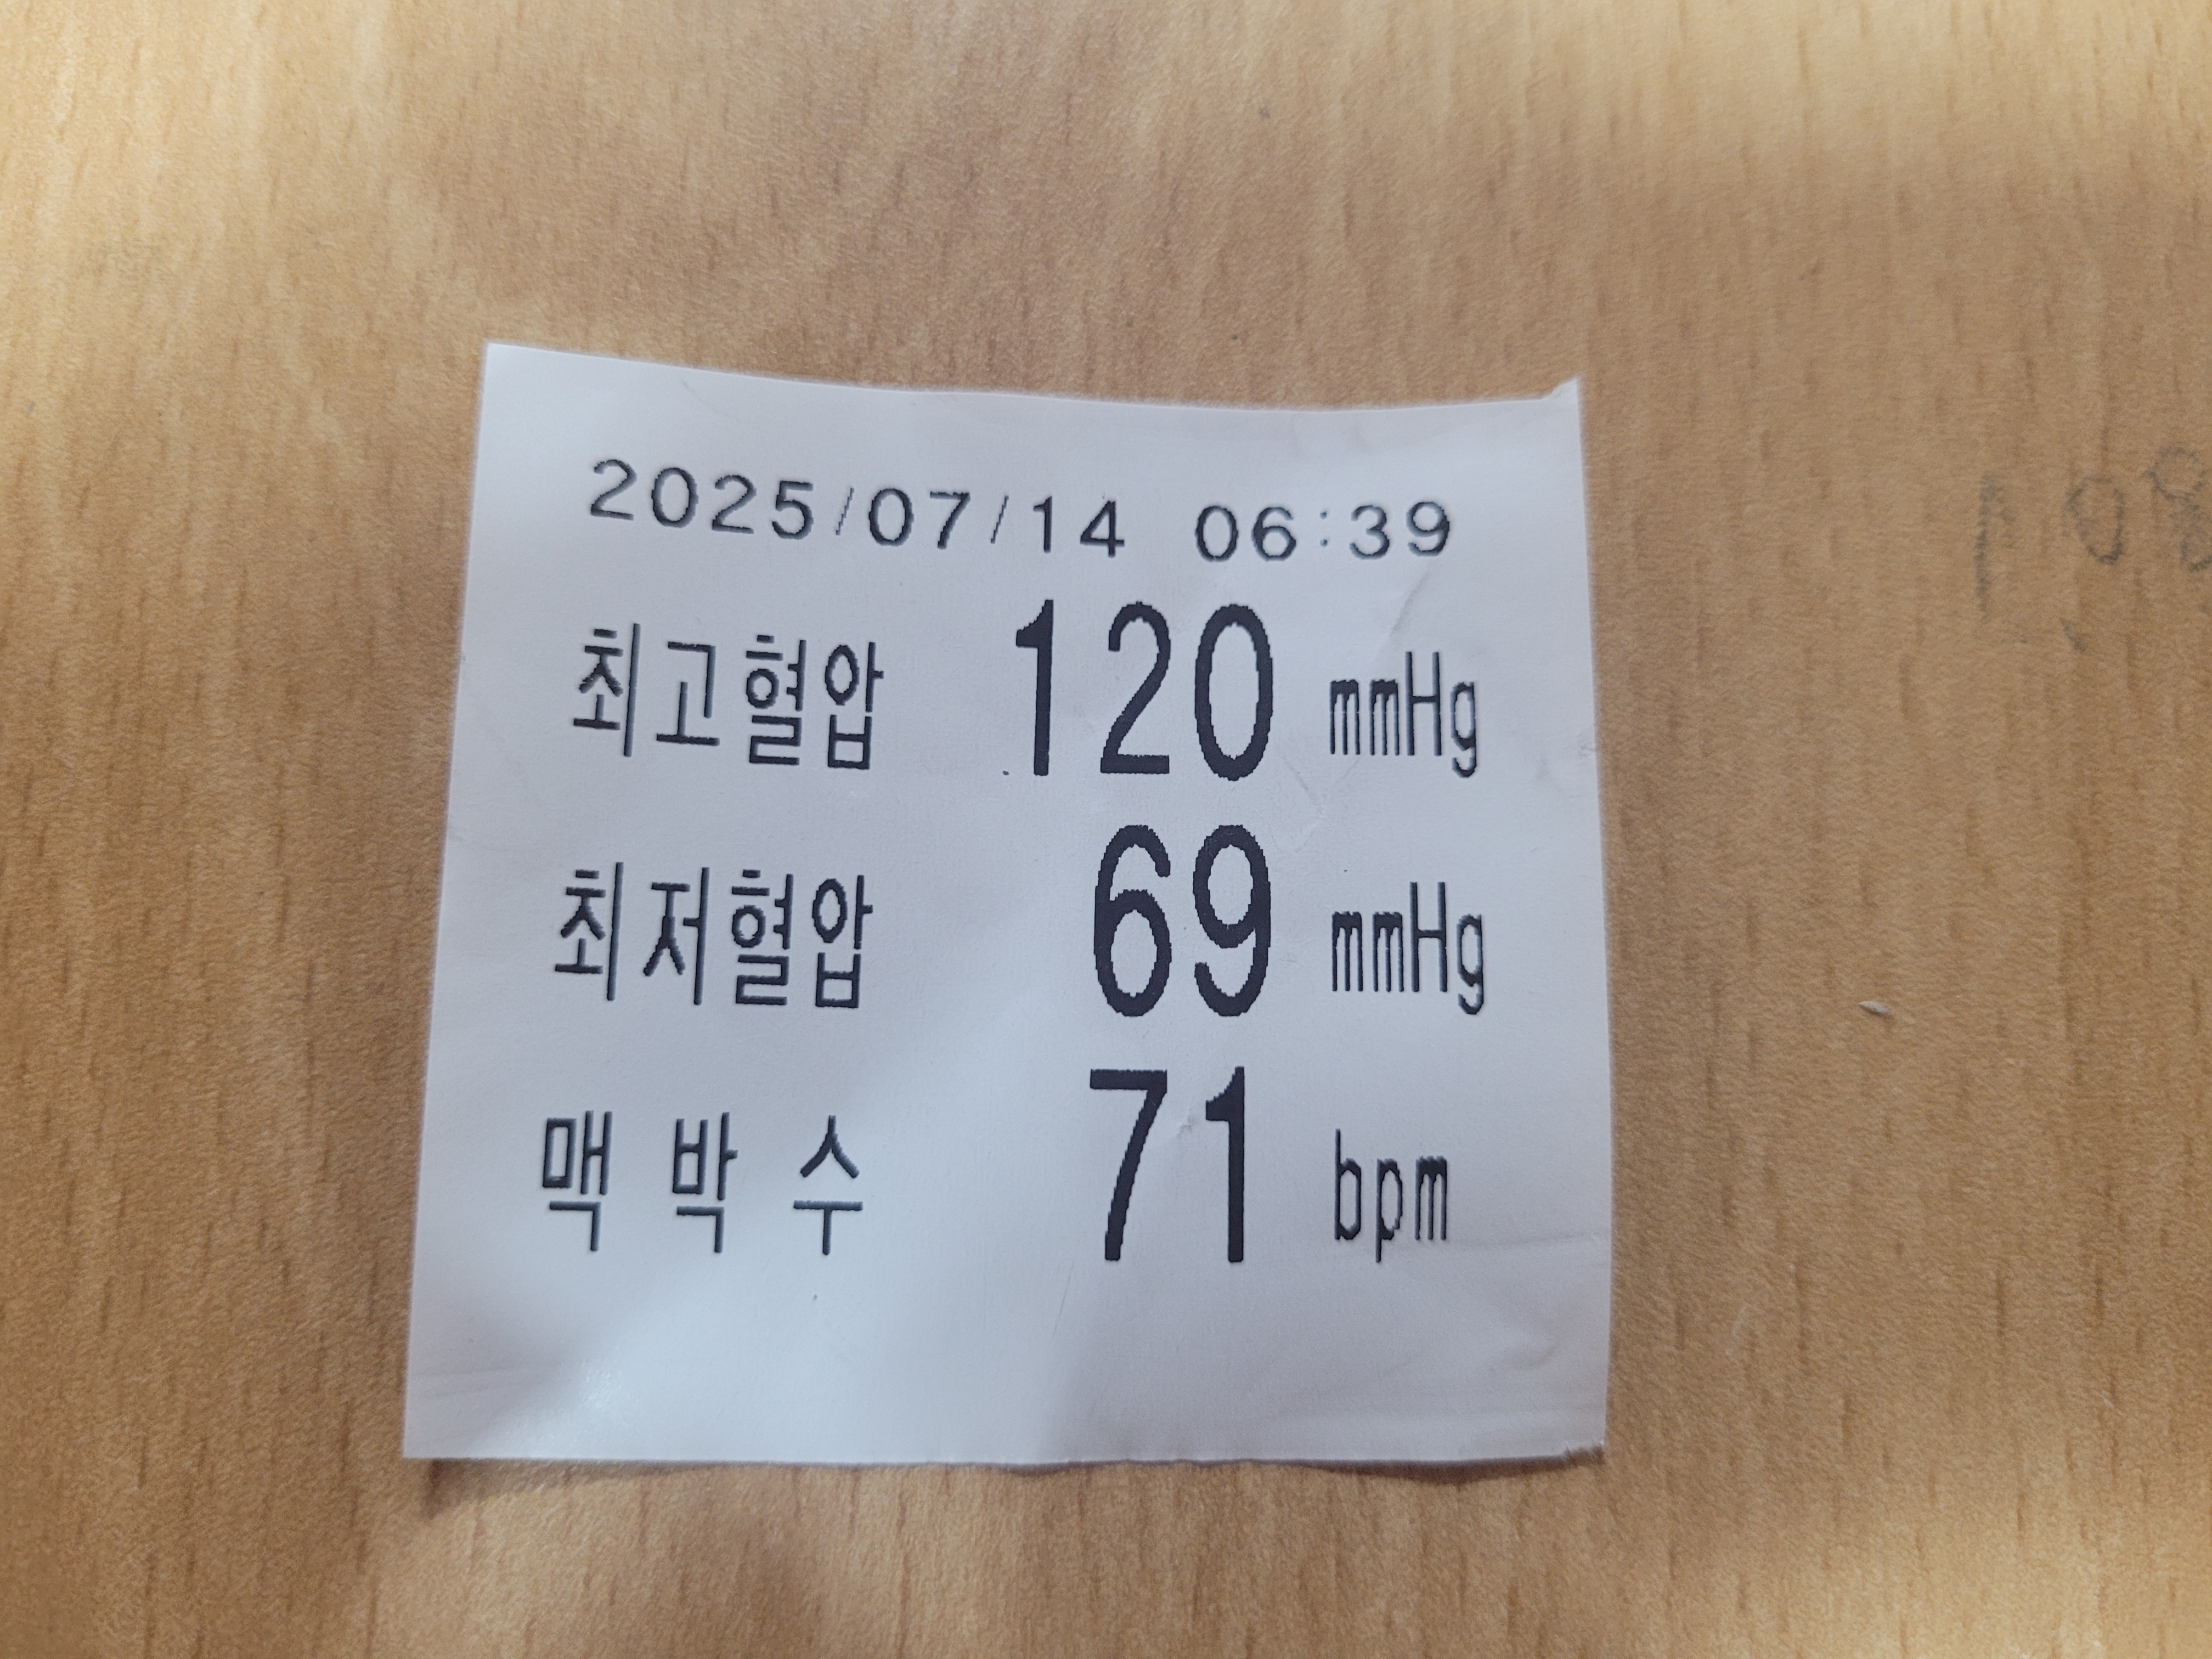 2025/07/14 06:39
최고혈압 120 mmHg
최저혈압 69 mmHg
맥 박 수 71 bpm
108